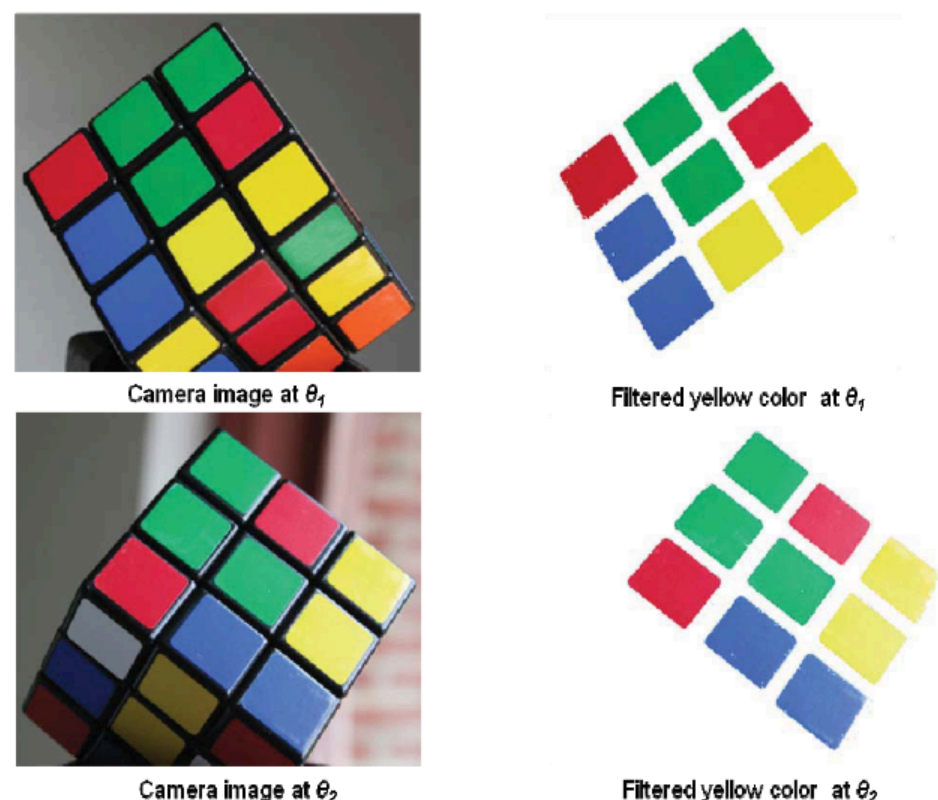 Camera image at θ1
Filtered yellow color at θ1
Camera image at θ2
Filtered yellow color at θ2